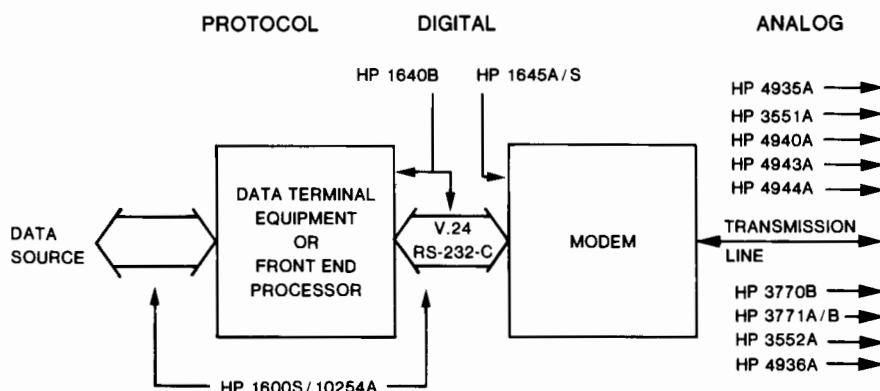 PROTOCOL
DIGITAL
ANALOG
HP 1640B
HP 1645A/S
HP 4935A
HP 3551A
HP 4940A
HP 4943A
HP 4944A
DATA
SOURCE
DATA TERMINAL
EQUIPMENT
OR
FRONT END
PROCESSOR
V.24
RS-232-C
MODEM
TRANSMISSION
LINE
HP 3770B
HP 3771A/B
HP 3552A
HP 4936A
HP 1600S/10254A